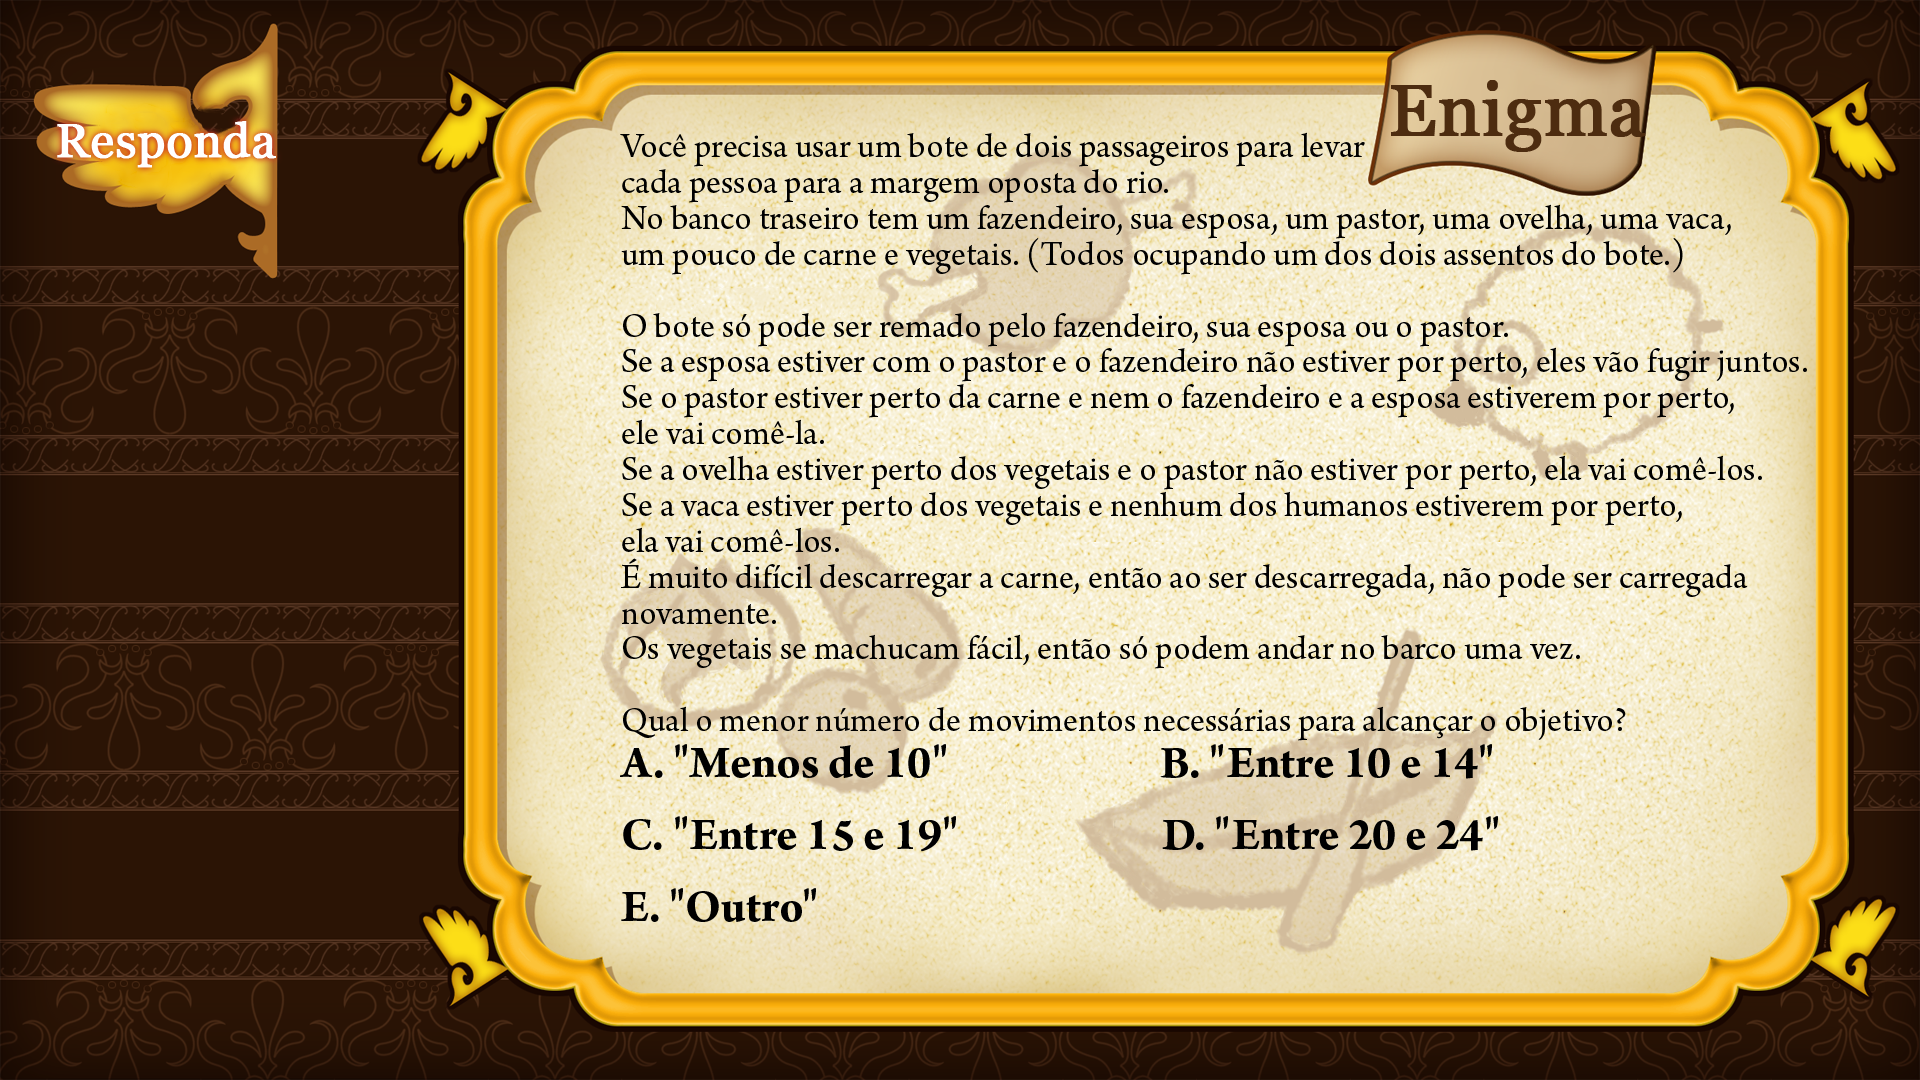 Responda
Enigma
Você precisa usar um bote de dois passageiros para levar
cada pessoa para a margem oposta do rio.
No banco traseiro tem um fazendeiro, sua esposa, um pastor, uma ovelha, uma vaca,
um pouco de carne e vegetais. (Todos ocupando um dos dois assentos do bote.)
O bote só pode ser remado pelo fazendeiro, sua esposa ou o pastor.
Se a esposa estiver com o pastor e o fazendeiro não estiver por perto, eles vão fugir juntos.
Se o pastor estiver perto da carne e nem o fazendeiro e a esposa estiverem por perto,
ele vai comê-la.
Se a ovelha estiver perto dos vegetais e o pastor não estiver por perto, ela vai comê-los.
Se a vaca estiver perto dos vegetais e nenhum dos humanos estiverem por perto,
ela vai comê-los.
É muito difícil descarregar a carne, então ao ser descarregada, não pode ser carregada
novamente.
Os vegetais se machucam fácil, então só podem andar no barco uma vez.
Qual o menor número de movimentos necessárias para alcançar o objetivo?
A. "Menos de 10" B. "Entre 10 e 14"
C. "Entre 15 e 19" D. "Entre 20 e 24"
E. "Outro"